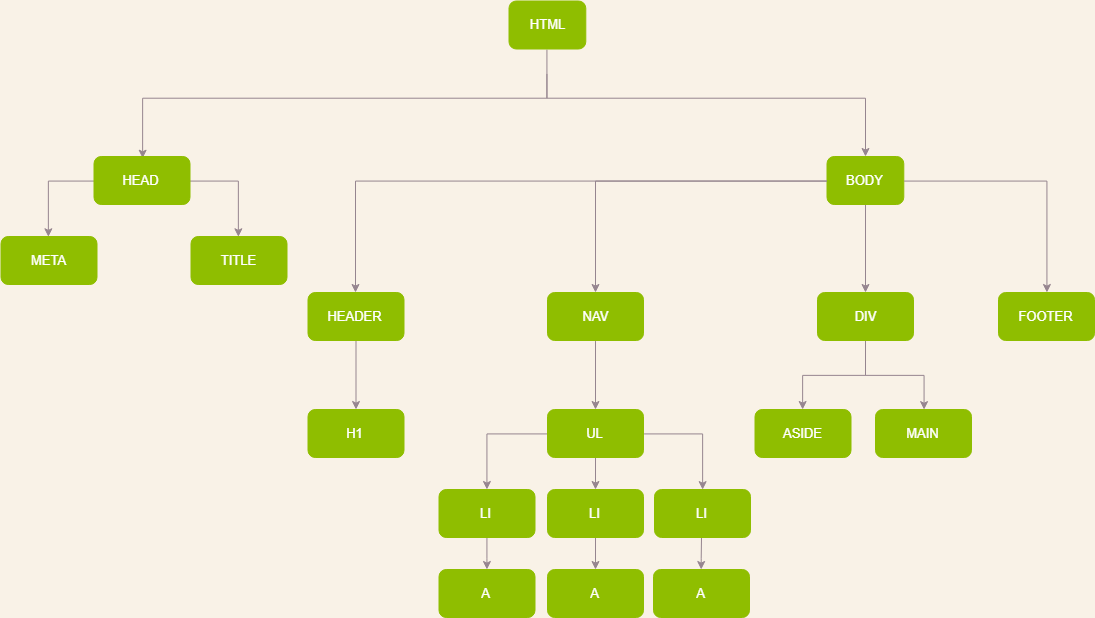 HTML
HEAD
BODY
META
TITLE
HEADER
NAV
DIV
FOOTER
H1
UL
ASIDE
MAIN
LI
LI
LI
A
A
A